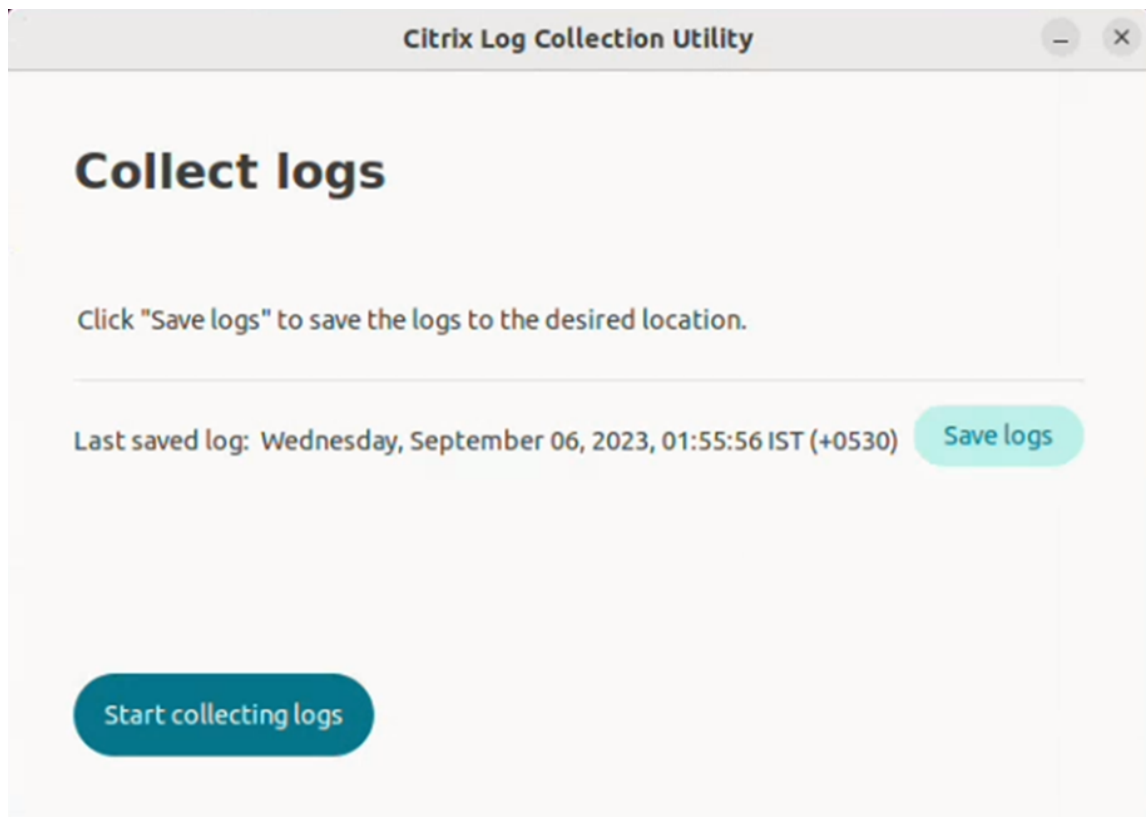 Citrix Log Collection Utility
Collect logs
Click "Save logs" to save the logs to the desired location.
Last saved log: Wednesday, September 06, 2023, 01:55:56 IST (+0530) Save logs
Start collecting logs